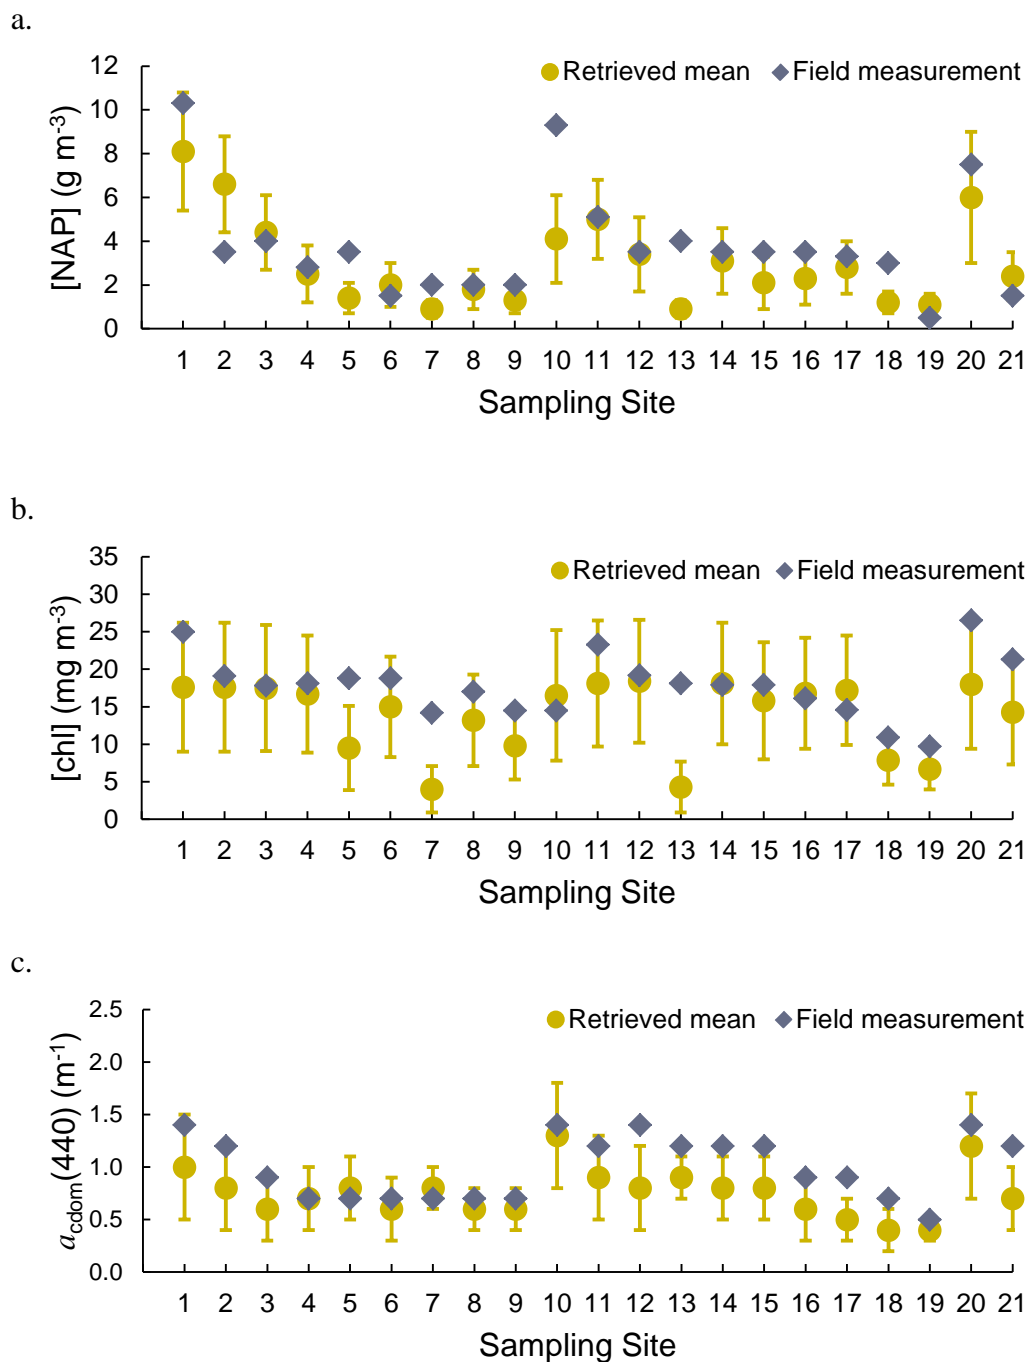 a.
Retrieved mean Field measurement
12
10
8
6
4
2
0
[NAP] (g m-3)
1 2 3 4 5 6 7 8 9 10 11 12 13 14 15 16 17 18 19 20 21
Sampling Site
b.
Retrieved mean Field measurement
35
30
25
20
15
10
5
0
[chl] (mg m-3)
1 2 3 4 5 6 7 8 9 10 11 12 13 14 15 16 17 18 19 20 21
Sampling Site
c.
Retrieved mean Field measurement
2.5
2.0
1.5
1.0
0.5
0.0
acdom(440) (m-1)
1 2 3 4 5 6 7 8 9 10 11 12 13 14 15 16 17 18 19 20 21
Sampling Site